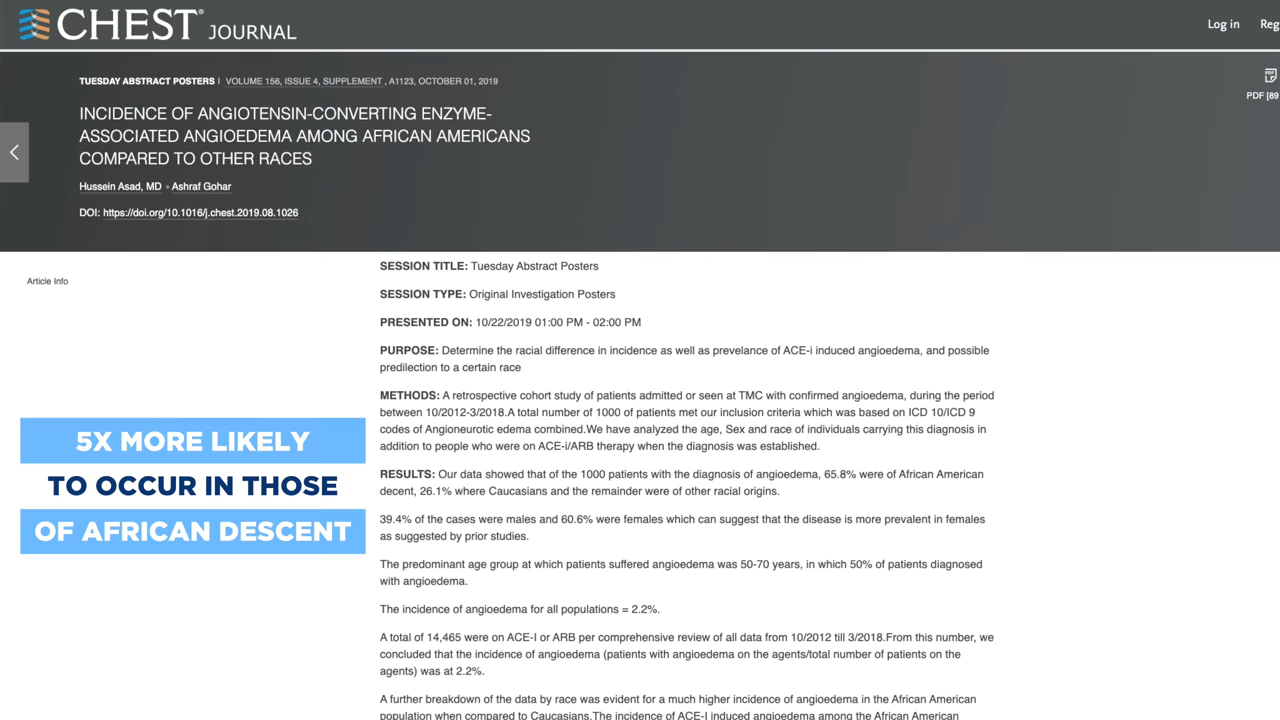 CHEST® JOURNAL
Log in
Reg
TUESDAY ABSTRACT POSTERS | VOLUME 156, ISSUE 4, SUPPLEMENT , A1123, OCTOBER 01, 2019
PDF [89
INCIDENCE OF ANGIOTENSIN-CONVERTING ENZYME-
ASSOCIATED ANGIOEDEMA AMONG AFRICAN AMERICANS
COMPARED TO OTHER RACES
Hussein Asad, MD • Ashraf Gohar
DOI: https://doi.org/10.1016/j.chest.2019.08.1026
Article Info
5X MORE LIKELY
TO OCCUR IN THOSE
OF AFRICAN DESCENT
SESSION TITLE: Tuesday Abstract Posters
SESSION TYPE: Original Investigation Posters
PRESENTED ON: 10/22/2019 01:00 PM - 02:00 PM
PURPOSE: Determine the racial difference in incidence as well as prevelance of ACE-i induced angioedema, and possible
predilection to a certain race
METHODS: A retrospective cohort study of patients admitted or seen at TMC with confirmed angioedema, during the period
between 10/2012-3/2018.A total number of 1000 of patients met our inclusion criteria which was based on ICD 10/ICD 9
codes of Angioneurotic edema combined.We have analyzed the age, Sex and race of individuals carrying this diagnosis in
addition to people who were on ACE-i/ARB therapy when the diagnosis was established.
RESULTS: Our data showed that of the 1000 patients with the diagnosis of angioedema, 65.8% were of African American
decent, 26.1% where Caucasians and the remainder were of other racial origins.
39.4% of the cases were males and 60.6% were females which can suggest that the disease is more prevalent in females
as suggested by prior studies.
The predominant age group at which patients suffered angioedema was 50-70 years, in which 50% of patients diagnosed
with angioedema.
The incidence of angioedema for all populations = 2.2%.
A total of 14,465 were on ACE-I or ARB per comprehensive review of all data from 10/2012 till 3/2018.From this number, we
concluded that the incidence of angioedema (patients with angioedema on the agents/total number of patients on the
agents) was at 2.2%.
A further breakdown of the data by race was evident for a much higher incidence of angioedema in the African American
population when compared to Caucasians.The incidence of ACE-I induced angioedema among the African American